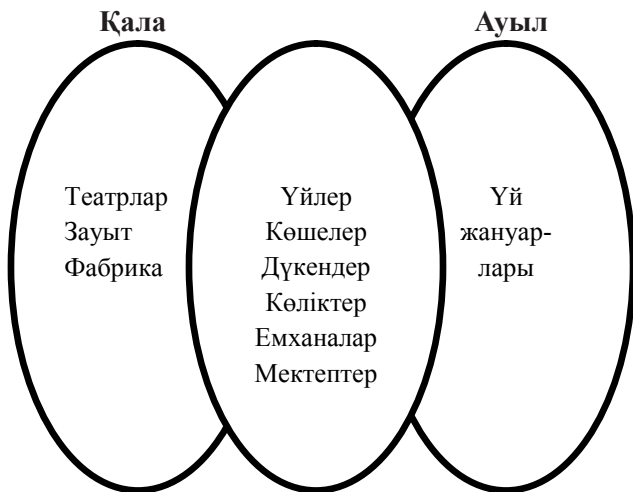 Қала
Ауыл
Театрлар
Зауыт
Фабрика
Үйлер
Көшелер
Дүкендер
Көліктер
Емханалар
Мектептер
Үй
жануар-
лары